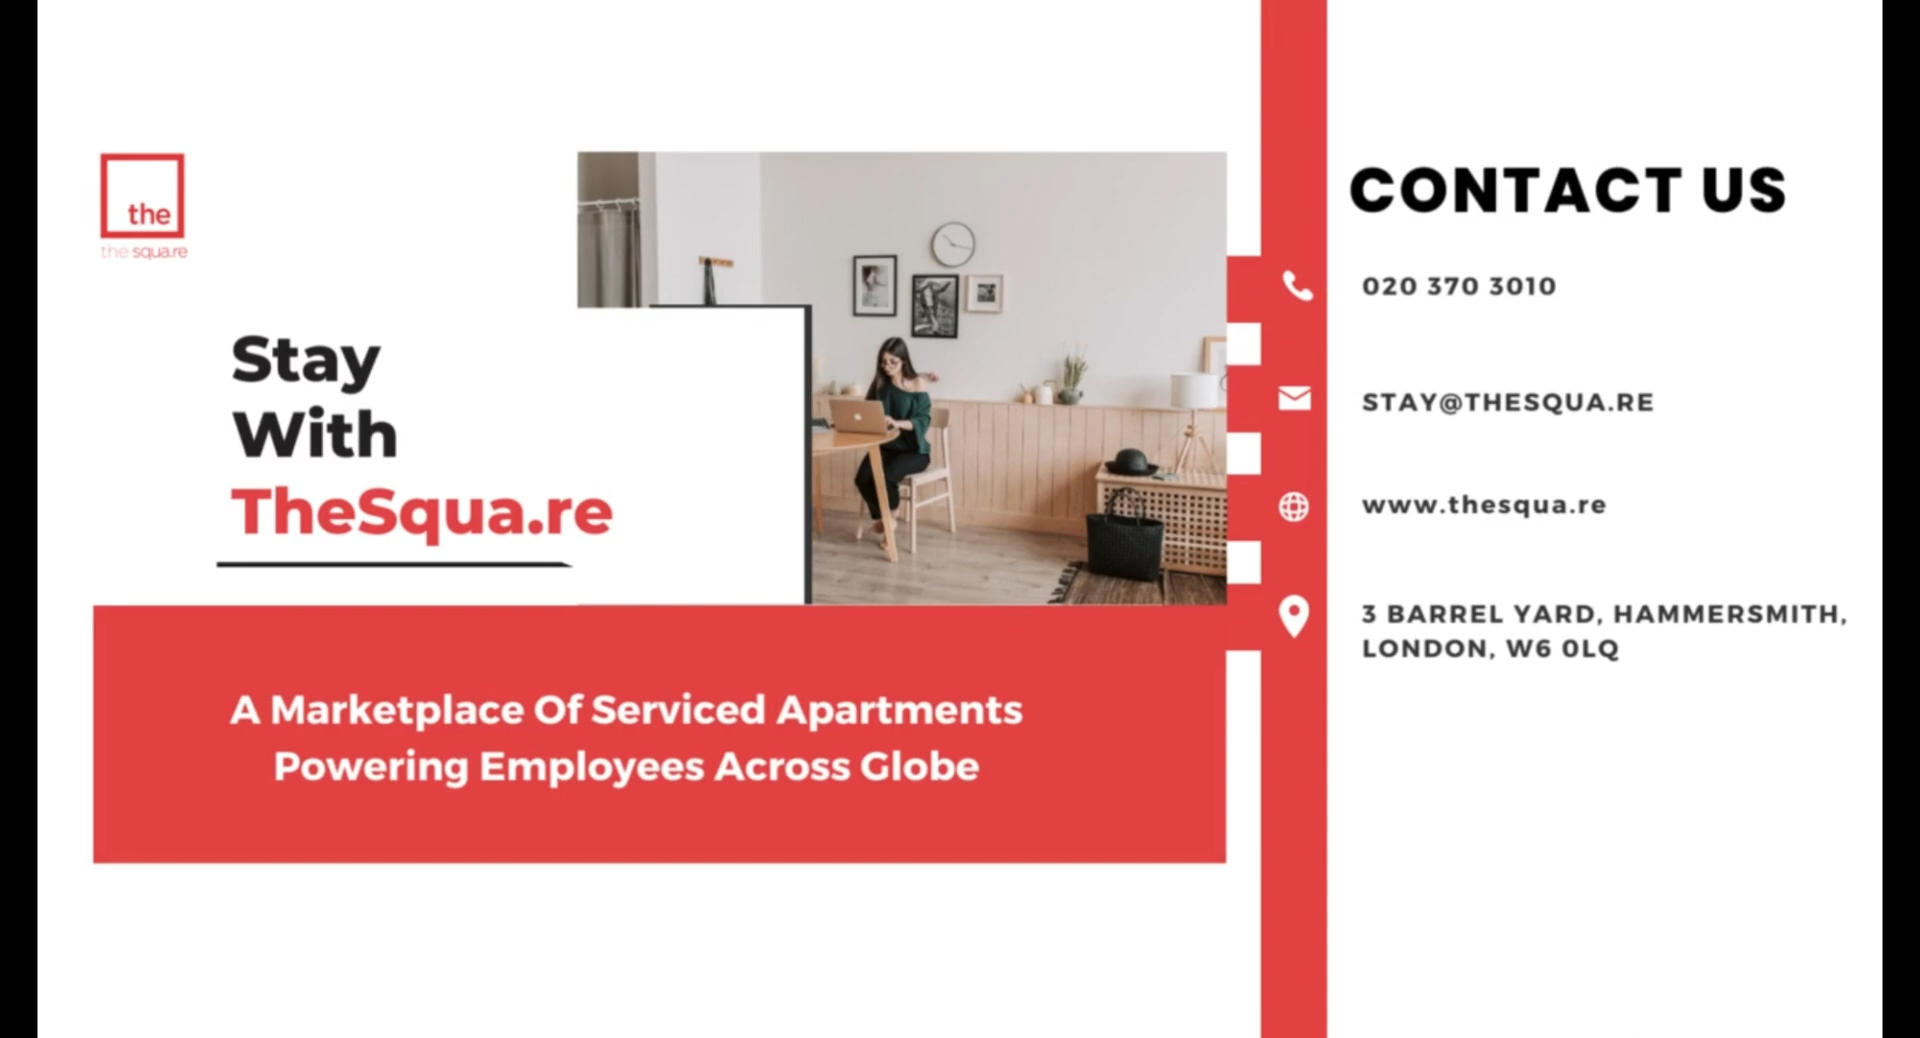 the
the squa.re
Stay
With
TheSqua.re
A Marketplace Of Serviced Apartments
Powering Employees Across Globe
CONTACT US
020 370 3010
STAY@THESQUA.RE
www.thesqua.re
3 BARREL YARD, HAMMERSMITH,
LONDON, W6 0LQ